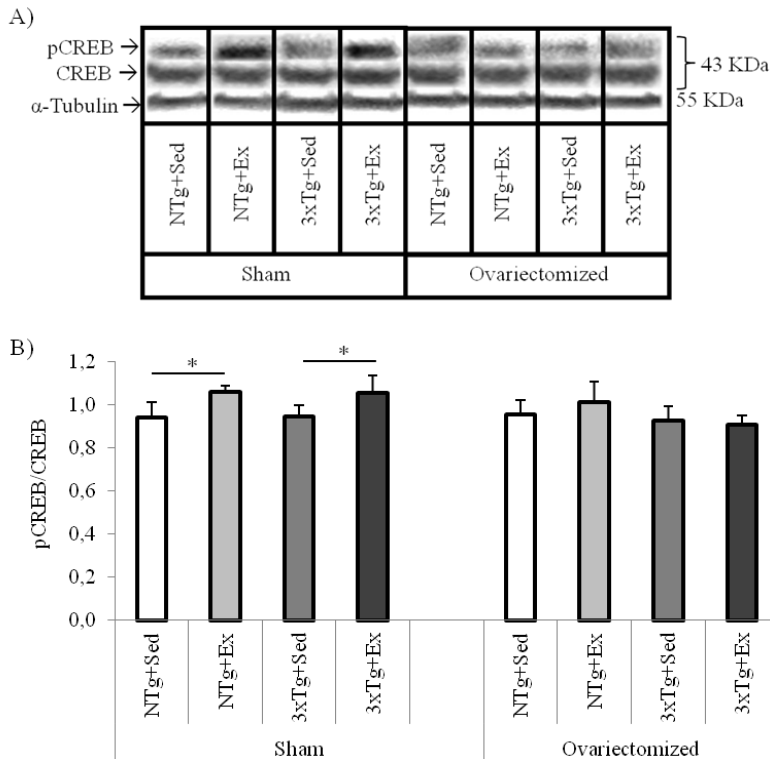 A)
pCREB→
CREB →
α-Tubulin→
43 KDa
55 KDa
NTg+Sed
NTg+Ex
3xTg+Sed
3xTg+Ex
NTg+Sed
NTg+Ex
3xTg+Sed
3xTg+Ex
Sham
Ovariectomized
B)
pCREB/CREB
1,2
1,0
0,8
0,6
0,4
0,2
0,0
*
*
NTg+Sed
NTg+Ex
3xTg+Sed
3xTg+Ex
NTg+Sed
NTg+Ex
3xTg+Sed
3xTg+Ex
Sham
Ovariectomized